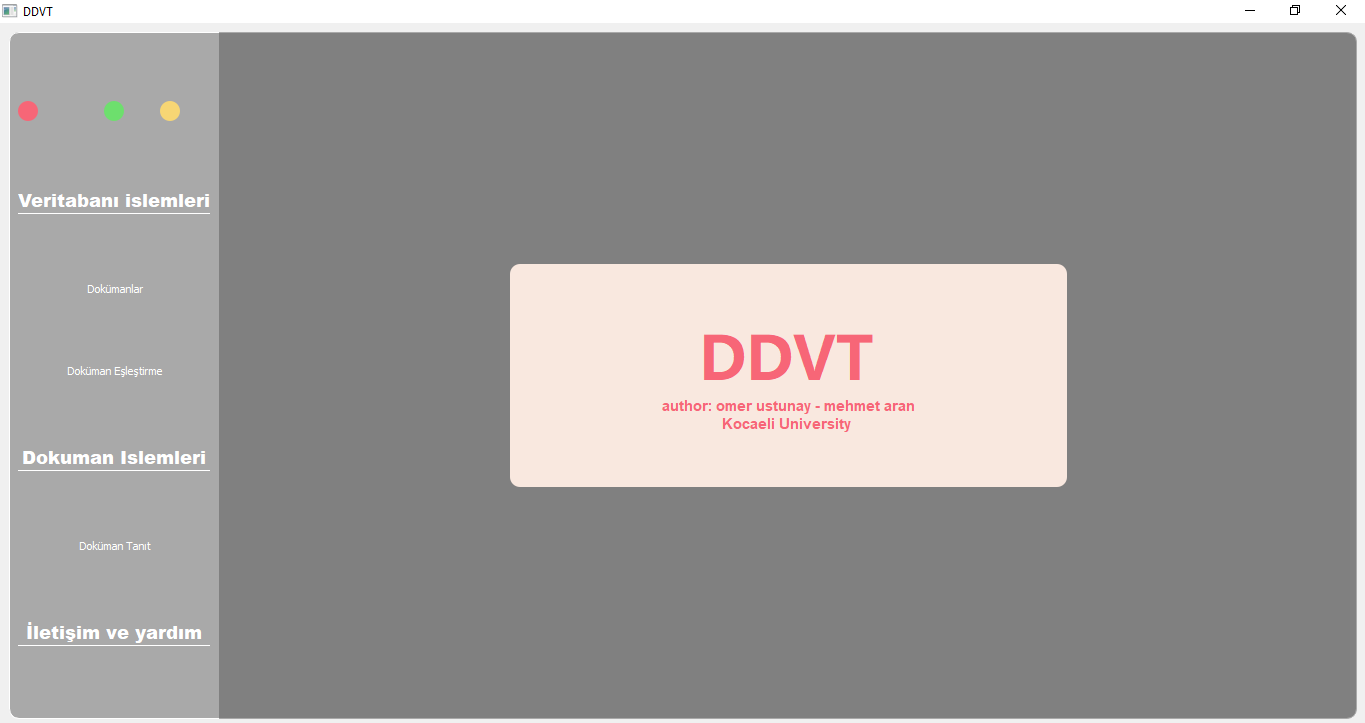 DDVT
Veritabanı islemleri
Dokümanlar
Doküman Eşleştirme
Dokuman Islemleri
Doküman Tanıt
İletişim ve yardım
DDVT
author: omer ustunay - mehmet aran
Kocaeli University